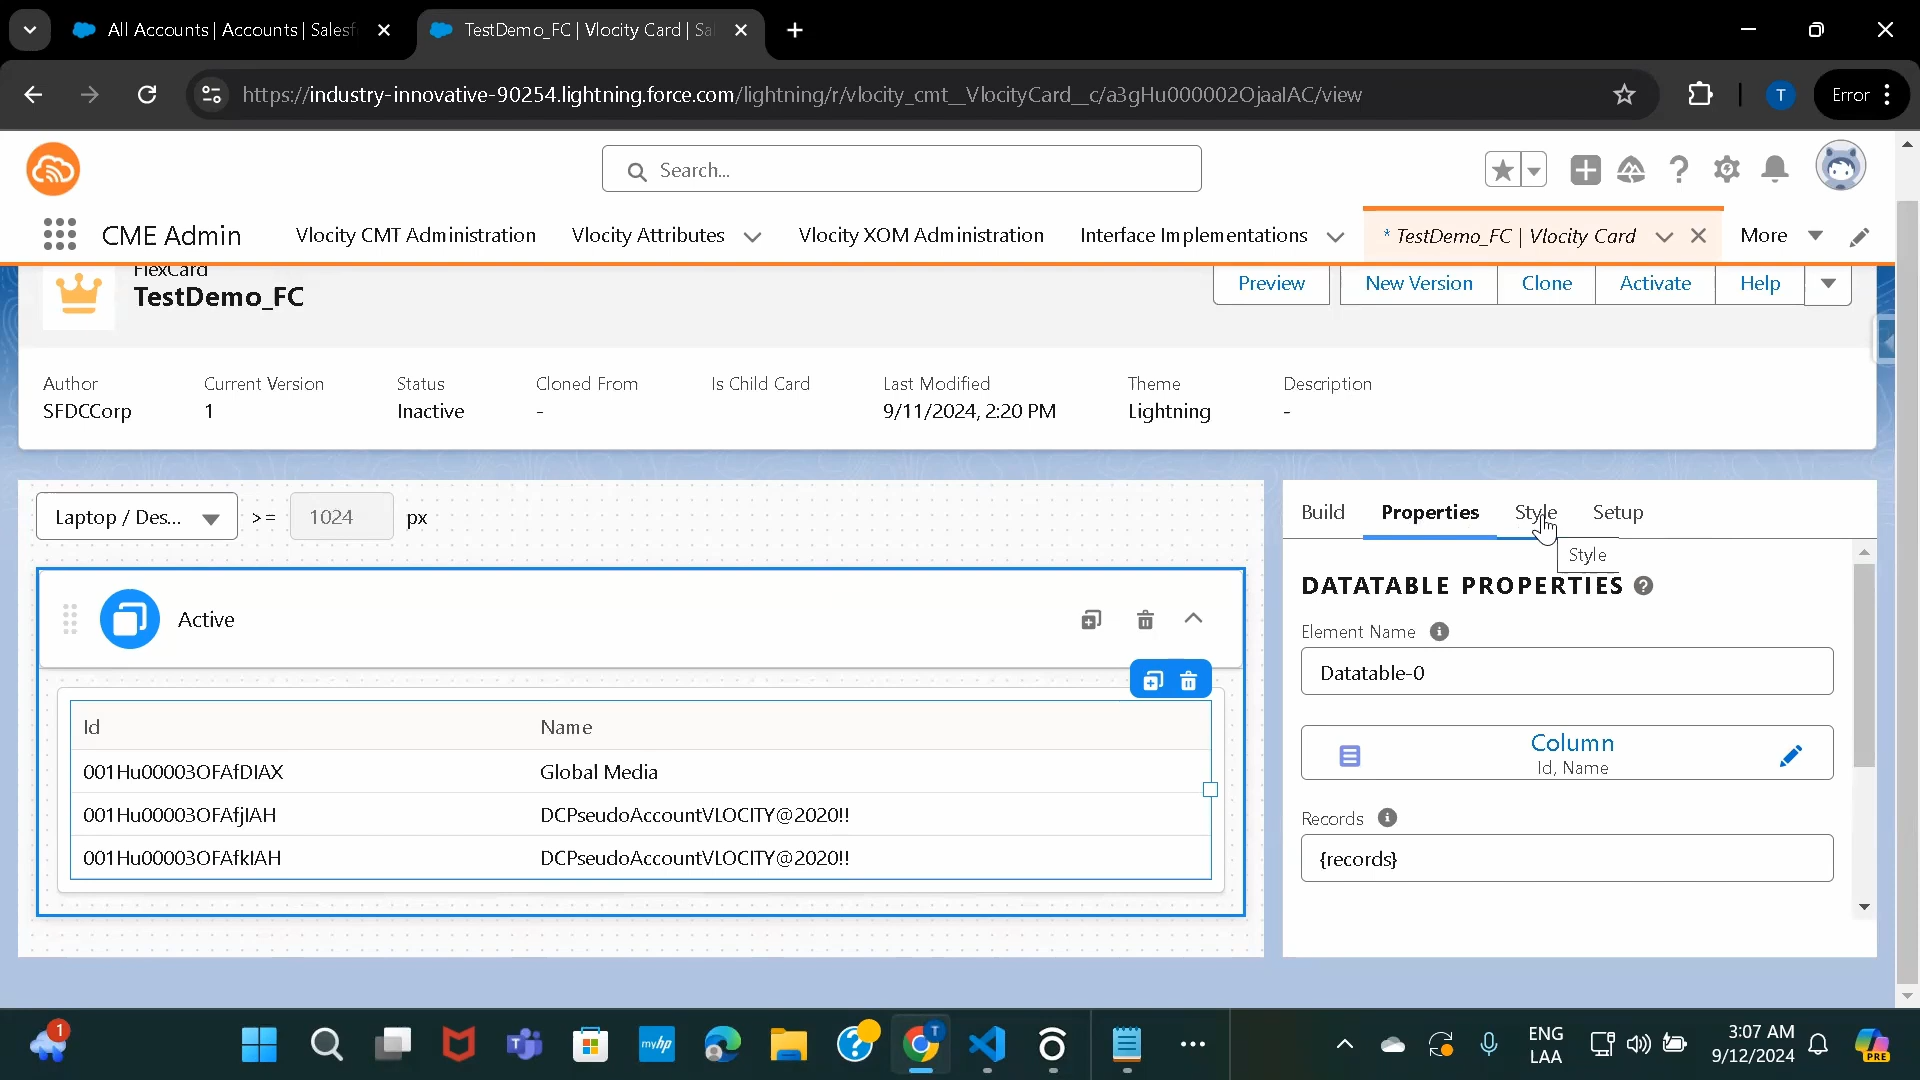 All Accounts | Accounts | Salesf
TestDemo_FC | Vlocity Card | Sa
https://industry-innovative-90254.lightning.force.com/lightning/r/vlocity_cmt__VlocityCard__c/a3gHu000002OjaaIAC/view
T
Error
Search...
CME Admin
Vlocity CMT Administration
Vlocity Attributes
Vlocity XOM Administration
Interface Implementations
* TestDemo_FC | Vlocity Card
More
FlexCard
TestDemo_FC
Preview
New Version
Clone
Activate
Help
Author
SFDCCorp
Current Version
1
Status
Inactive
Cloned From
-
Is Child Card
Last Modified
9/11/2024, 2:20 PM
Theme
Lightning
Description
-
Laptop / Des...
>=
1024
px
Active
Id Name
001Hu00003OFAfDIAX Global Media
001Hu00003OFAfjIAH DCPseudoAccountVLOCITY@2020!!
001Hu00003OFAfkIAH DCPseudoAccountVLOCITY@2020!!
Build
Properties
Style
Setup
Style
DATATABLE PROPERTIES
Element Name
Datatable-0
Column
Id, Name
Records
{records}
1
myhp
T
ENG
LAA
3:07 AM
9/12/2024
PRE